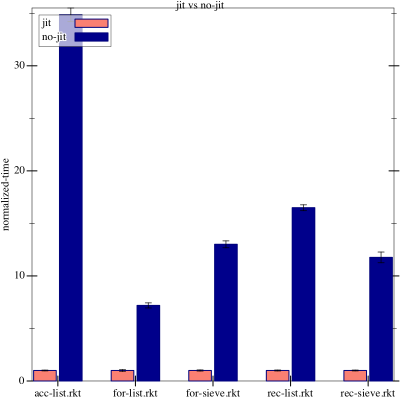 jit vs no-jit
jit
no-jit
normalized-time
30
20
10
0
acc-list.rkt for-list.rkt for-sieve.rkt rec-list.rkt rec-sieve.rkt